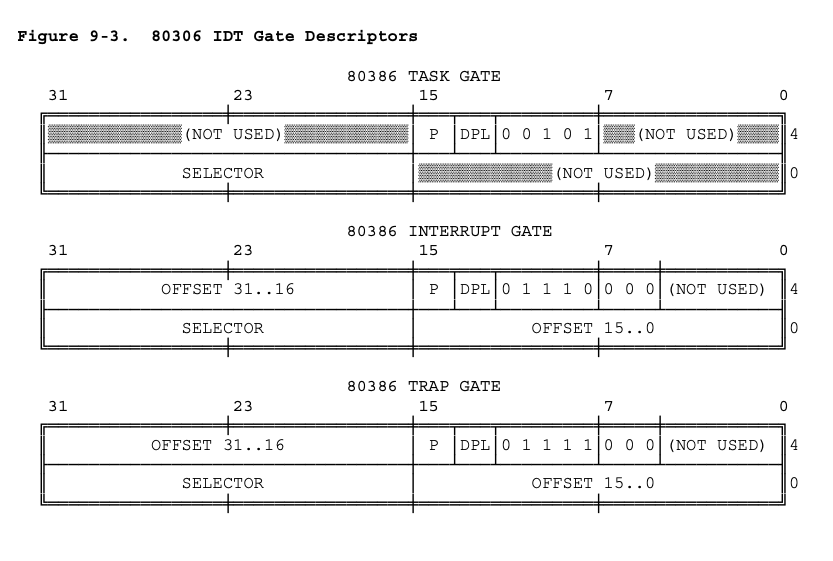 Figure 9-3. 80306 IDT Gate Descriptors
80386 TASK GATE
31 23 15 7 0
(NOT USED) P DPL 0 0 1 0 1 (NOT USED) 4
SELECTOR (NOT USED) 0
80386 INTERRUPT GATE
31 23 15 7 0
OFFSET 31..16 P DPL 0 1 1 1 0 0 0 0 (NOT USED) 4
SELECTOR OFFSET 15..0 0
80386 TRAP GATE
31 23 15 7 0
OFFSET 31..16 P DPL 0 1 1 1 1 0 0 0 (NOT USED) 4
SELECTOR OFFSET 15..0 0